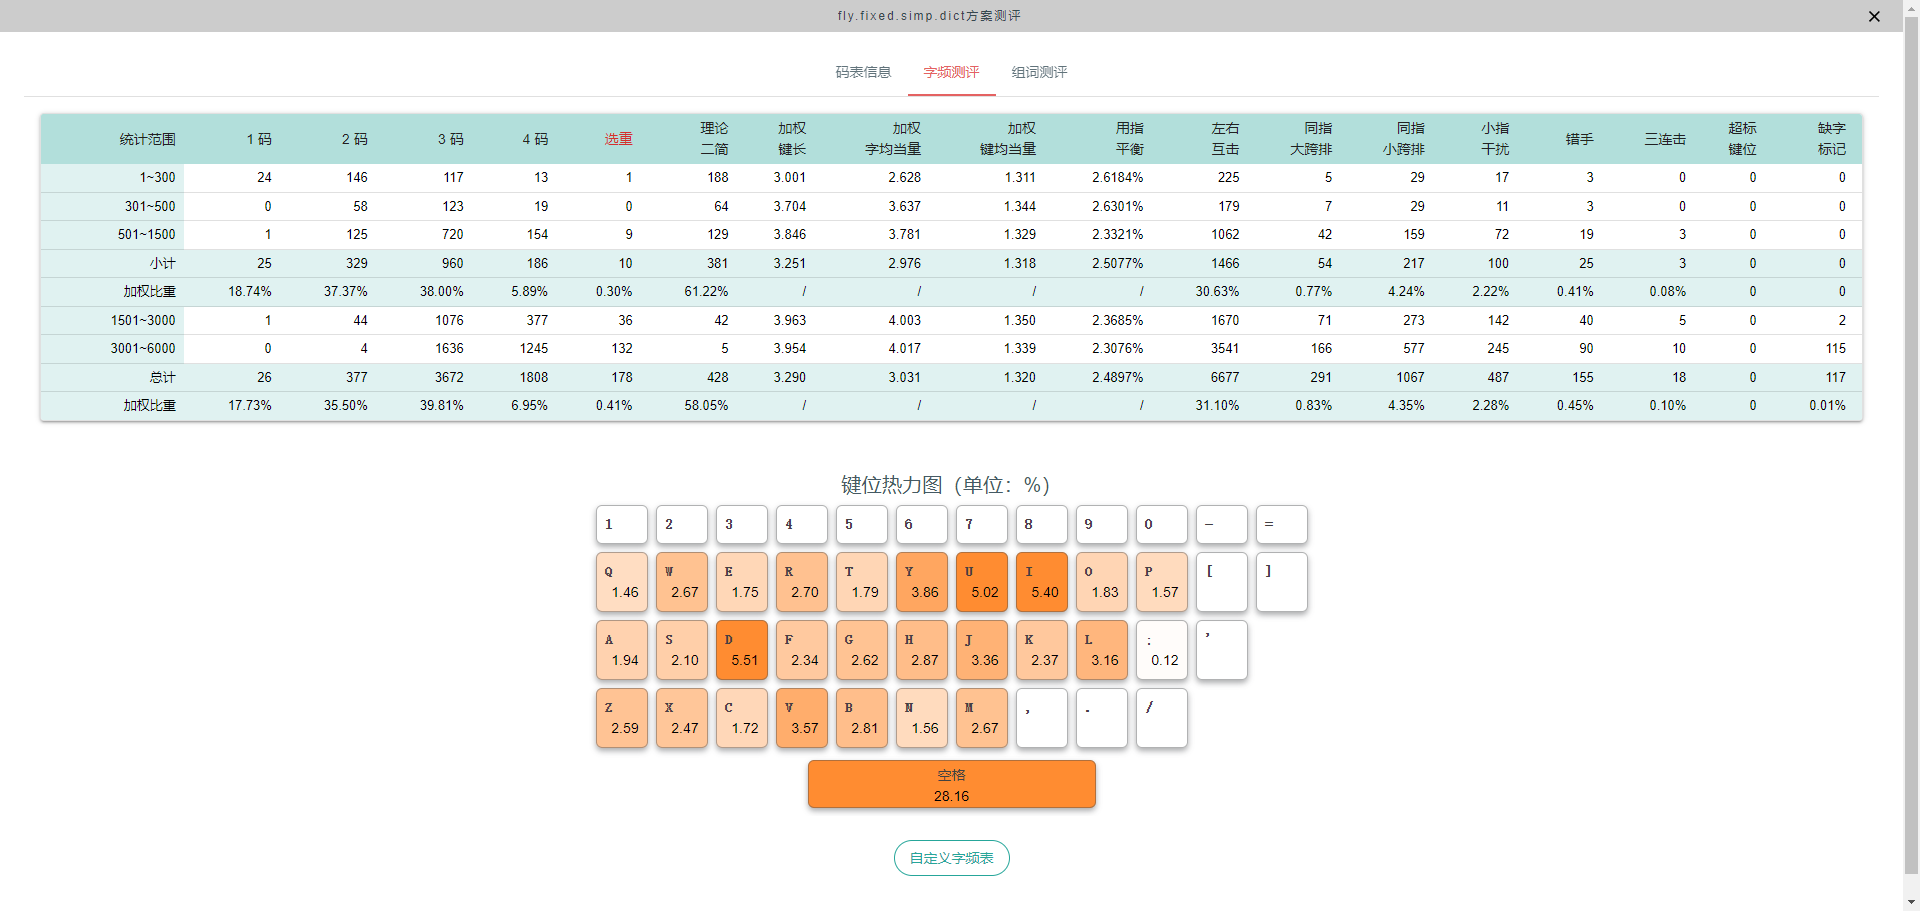 fly.fixed.simp.dict方案测评
码表信息 字频测评 组词测评
统计范围 1 码 2 码 3 码 4 码 选重 理论二简 加权键长 加权字均当量 加权键均当量 用指平衡 左右互击 同指大跨排 同指小跨排 小指干扰 错手 三连击 超标键位 缺字标记
1~300 24 146 117 13 1 188 3.001 2.628 1.311 2.6184% 225 5 29 17 3 0 0 0
301~500 0 58 123 19 0 64 3.704 3.637 1.344 2.6301% 179 7 29 11 3 0 0 0
501~1500 1 125 720 154 9 129 3.846 3.781 1.329 2.3321% 1062 42 159 72 19 3 0 0
小计 25 329 960 186 10 381 3.251 2.976 1.318 2.5077% 1466 54 217 100 25 3 0 0
加权比重 18.74% 37.37% 38.00% 5.89% 0.30% 61.22% / / / / 30.63% 0.77% 4.24% 2.22% 0.41% 0.08% 0 0
1501~3000 1 44 1076 377 36 42 3.963 4.003 1.350 2.3685% 1670 71 273 142 40 5 0 2
3001~6000 0 4 1636 1245 132 5 3.954 4.017 1.339 2.3076% 3541 166 577 245 90 10 0 115
总计 26 377 3672 1808 178 428 3.290 3.031 1.320 2.4897% 6677 291 1067 487 155 18 0 117
加权比重 17.73% 35.50% 39.81% 6.95% 0.41% 58.05% / / / / 31.10% 0.83% 4.35% 2.28% 0.45% 0.10% 0 0.01%
键位热力图（单位：%）
1 2 3 4 5 6 7 8 9 0 - =
Q W E R T Y U I O P [ ]
1.46 2.67 1.75 2.70 1.79 3.86 5.02 5.40 1.83 1.57
A S D F G H J K L ; '
1.94 2.10 5.51 2.34 2.62 2.87 3.36 2.37 3.16 0.12
Z X C V B N M , . /
2.59 2.47 1.72 3.57 2.81 1.56 2.67
空格
28.16
自定义字频表